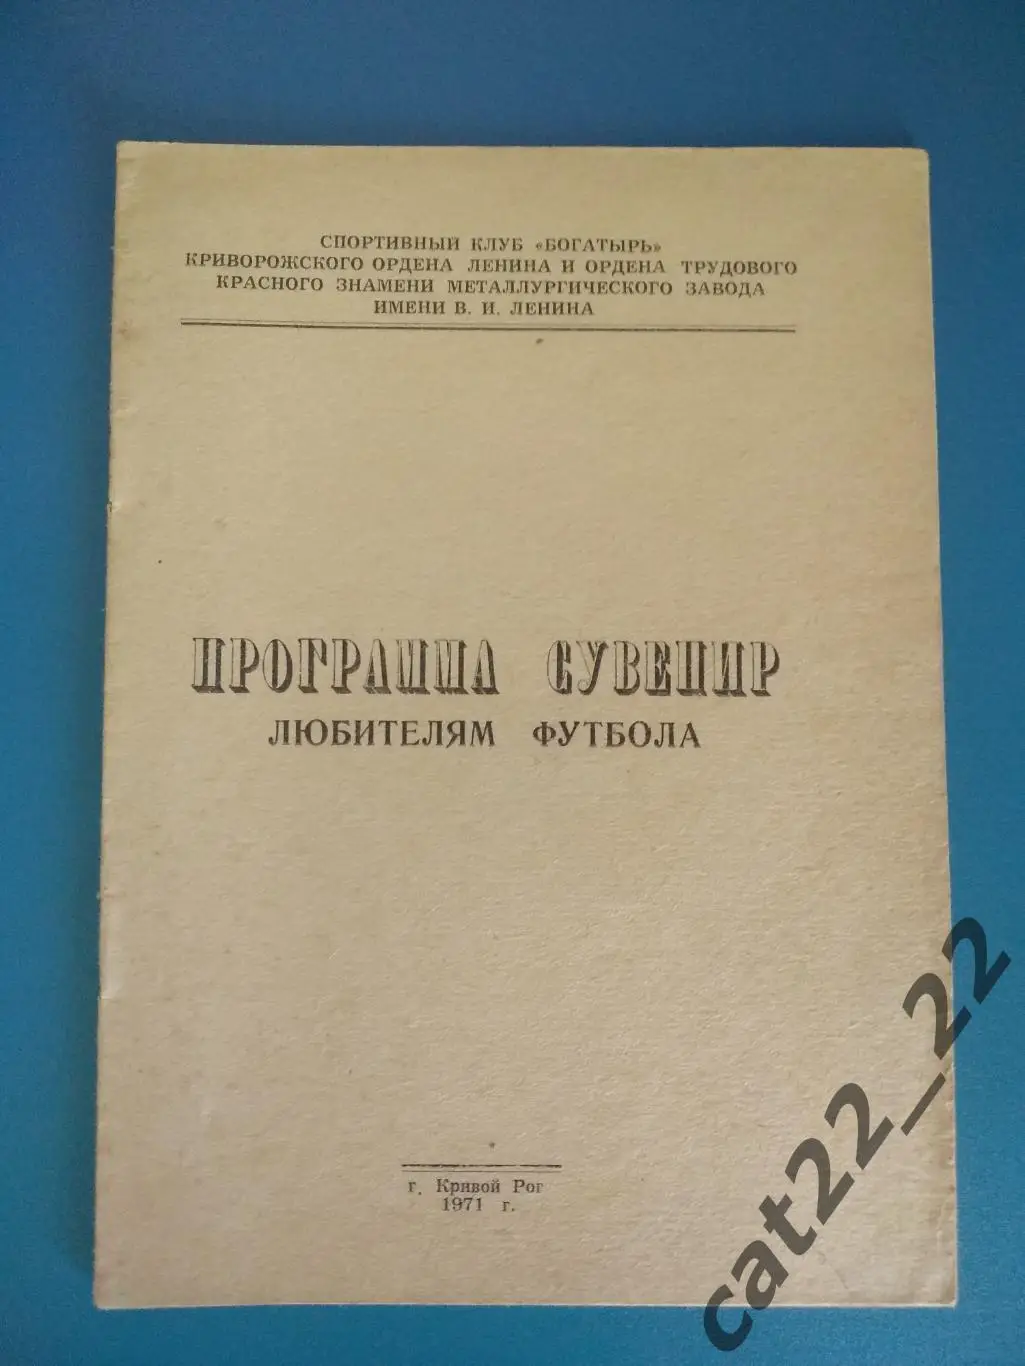 СПОРТИВНЫЙ КЛУБ «БОГАТЫРЬ»
КРИВОРОЖСКОГО ОРДЕНА ЛЕНИНА И ОРДЕНА ТРУДОВОГО
КРАСНОГО ЗНАМЕНИ МЕТАЛЛУРГИЧЕСКОГО ЗАВОДА
ИМЕНИ В. И. ЛЕНИНА
ПРОГРАММА СУВЕНИР
ЛЮБИТЕЛЯМ ФУТБОЛА
г. Кривой Рог
1971 г.
cat22_22